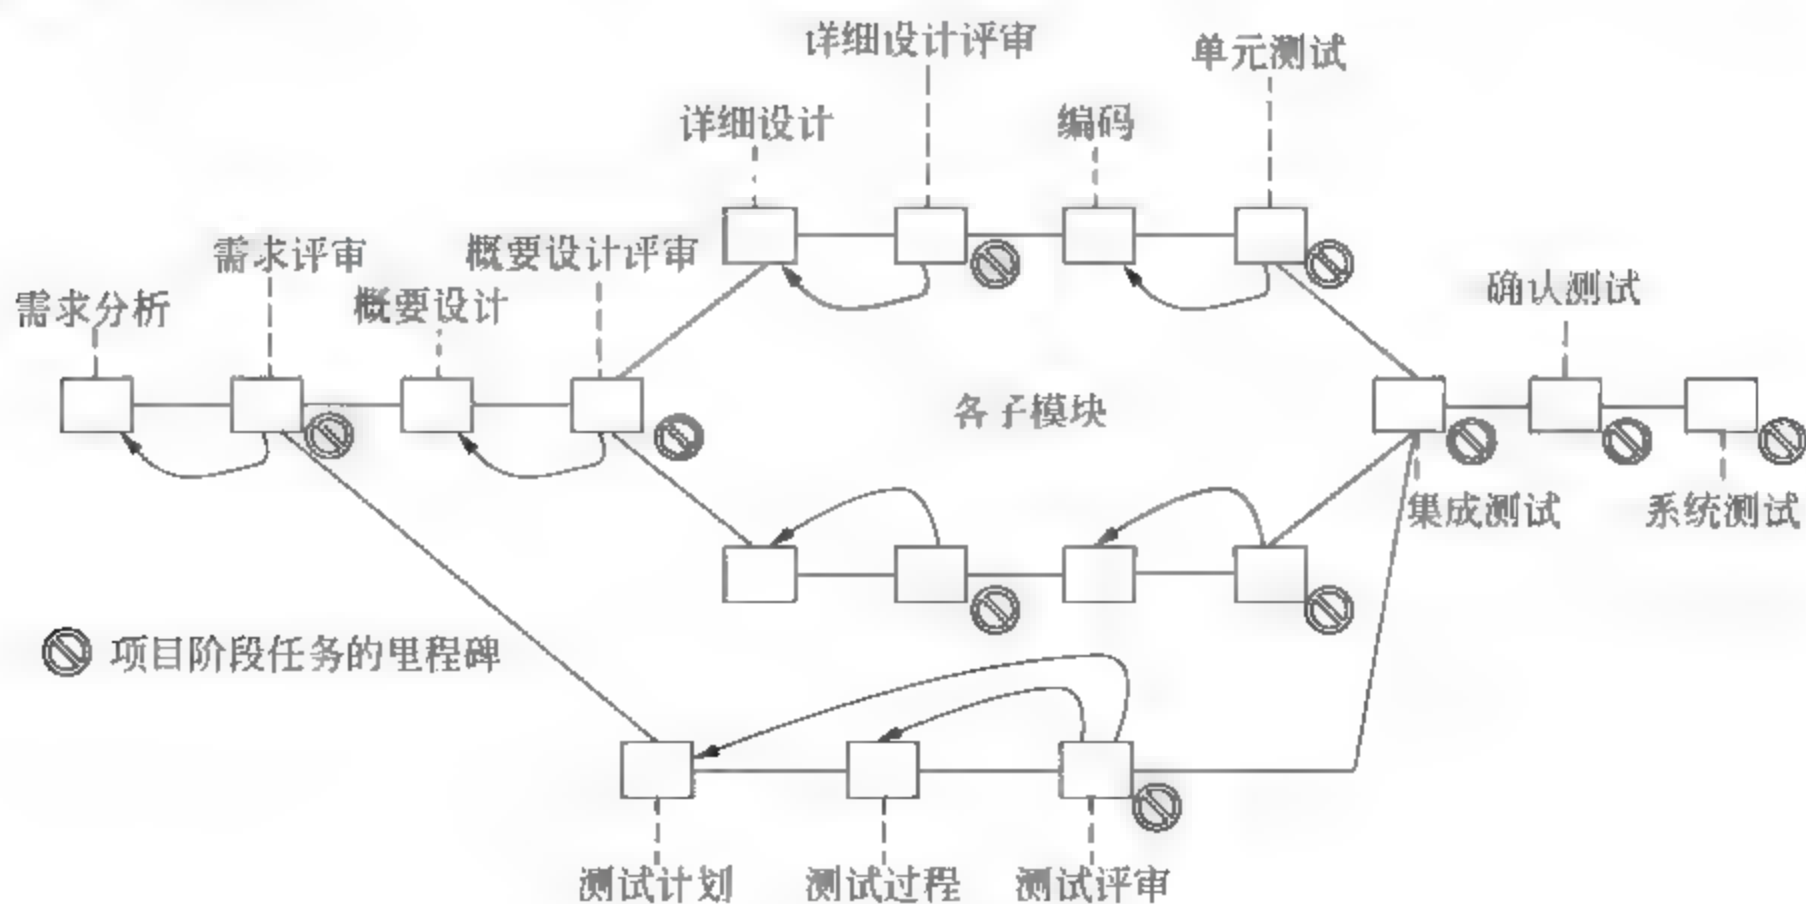 详细设计评审
单元测试
详细设计
编码
需求评审
概要设计评审
需求分析
概要设计
确认测试
各子模块
集成测试
系统测试
项目阶段任务的里程碑
测试计划
测试过程
测试评审